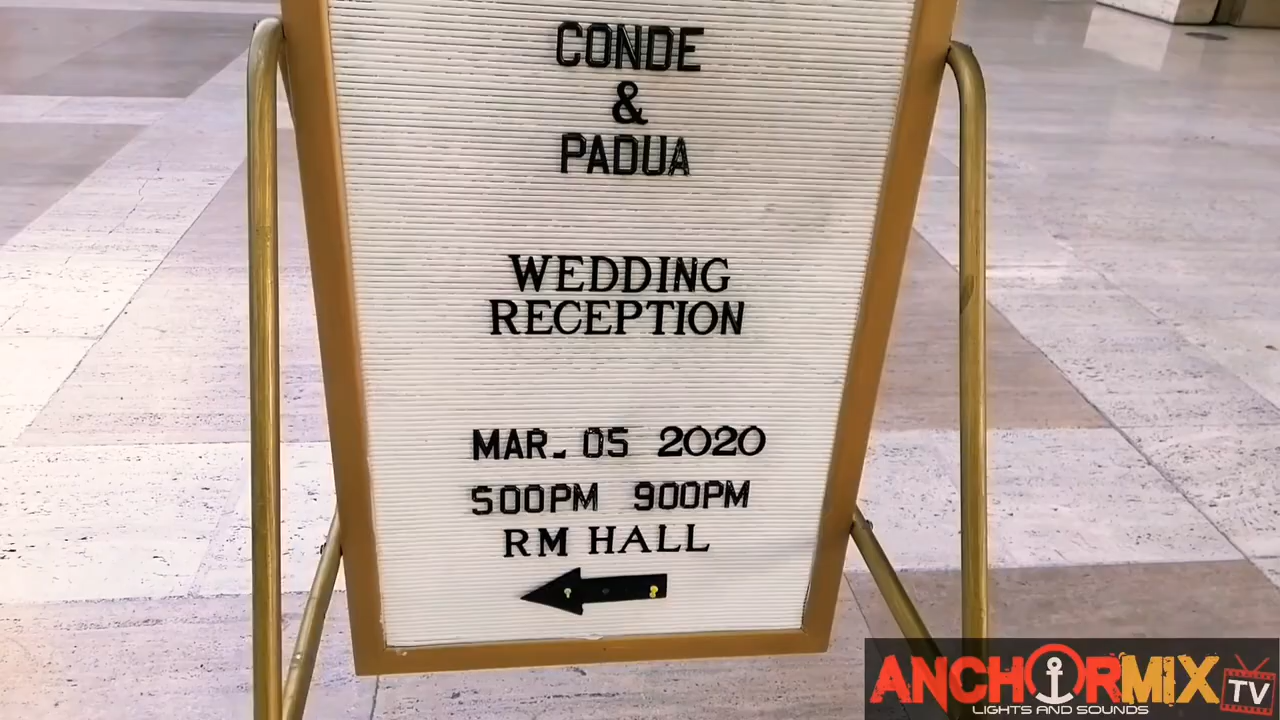 CONDE
&
PADUA
WEDDING
RECEPTION
MAR. 05 2020
500PM 900PM
RM HALL
ANCHORMIX TV
LIGHTS AND SOUNDS